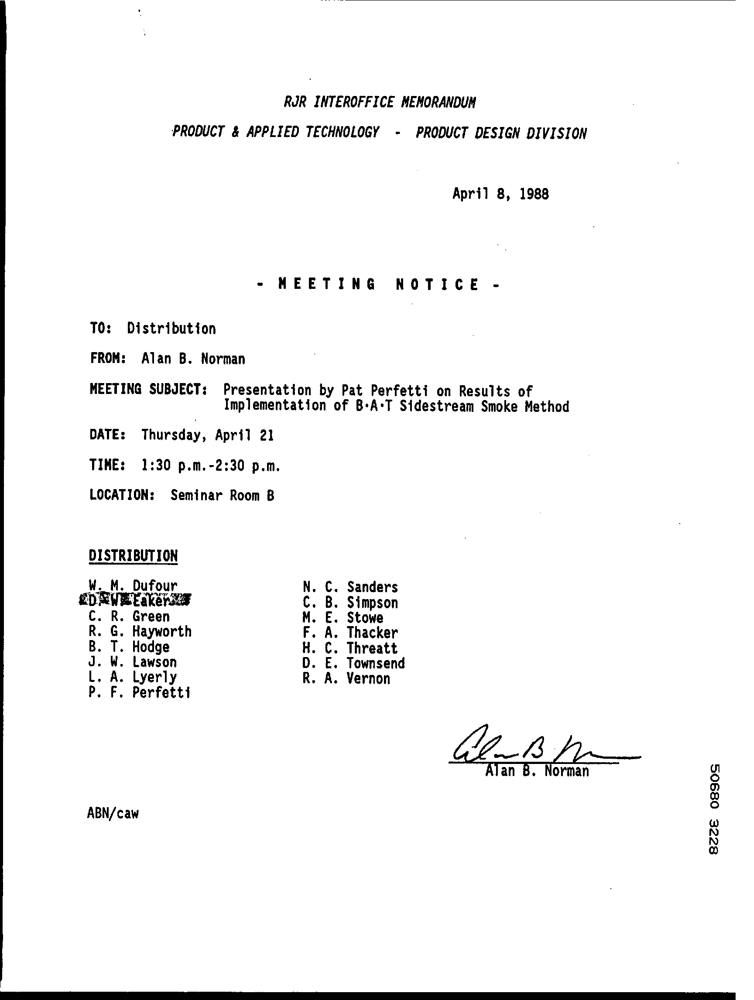 RJR INTEROFFICE MEMORANDUM
PRODUCT & APPLIED TECHNOLOGY - PRODUCT DESIGN DIVISION
April 8, 1988
- MEETING NOTICE -
TO: Distribution
FROM: Alan B. Norman
MEETING SUBJECT: Presentation by Pat Perfetti on Results of
Implementation of B·A·T Sidestream Smoke Method
DATE: Thursday, April 21
TIME: 1:30 p.m.-2:30 p.m.
LOCATION: Seminar Room B
DISTRIBUTION
W. M. Dufour
D. W. Eaker
C. R. Green
R. G. Hayworth
B. T. Hodge
J. W. Lawson
L. A. Lyerly
P. F. Perfetti
N. C. Sanders
C. B. Simpson
M. E. Stowe
F. A. Thacker
H. C. Threatt
D. E. Townsend
R. A. Vernon
Alan B. Norman
ABN/caw
50680 3228